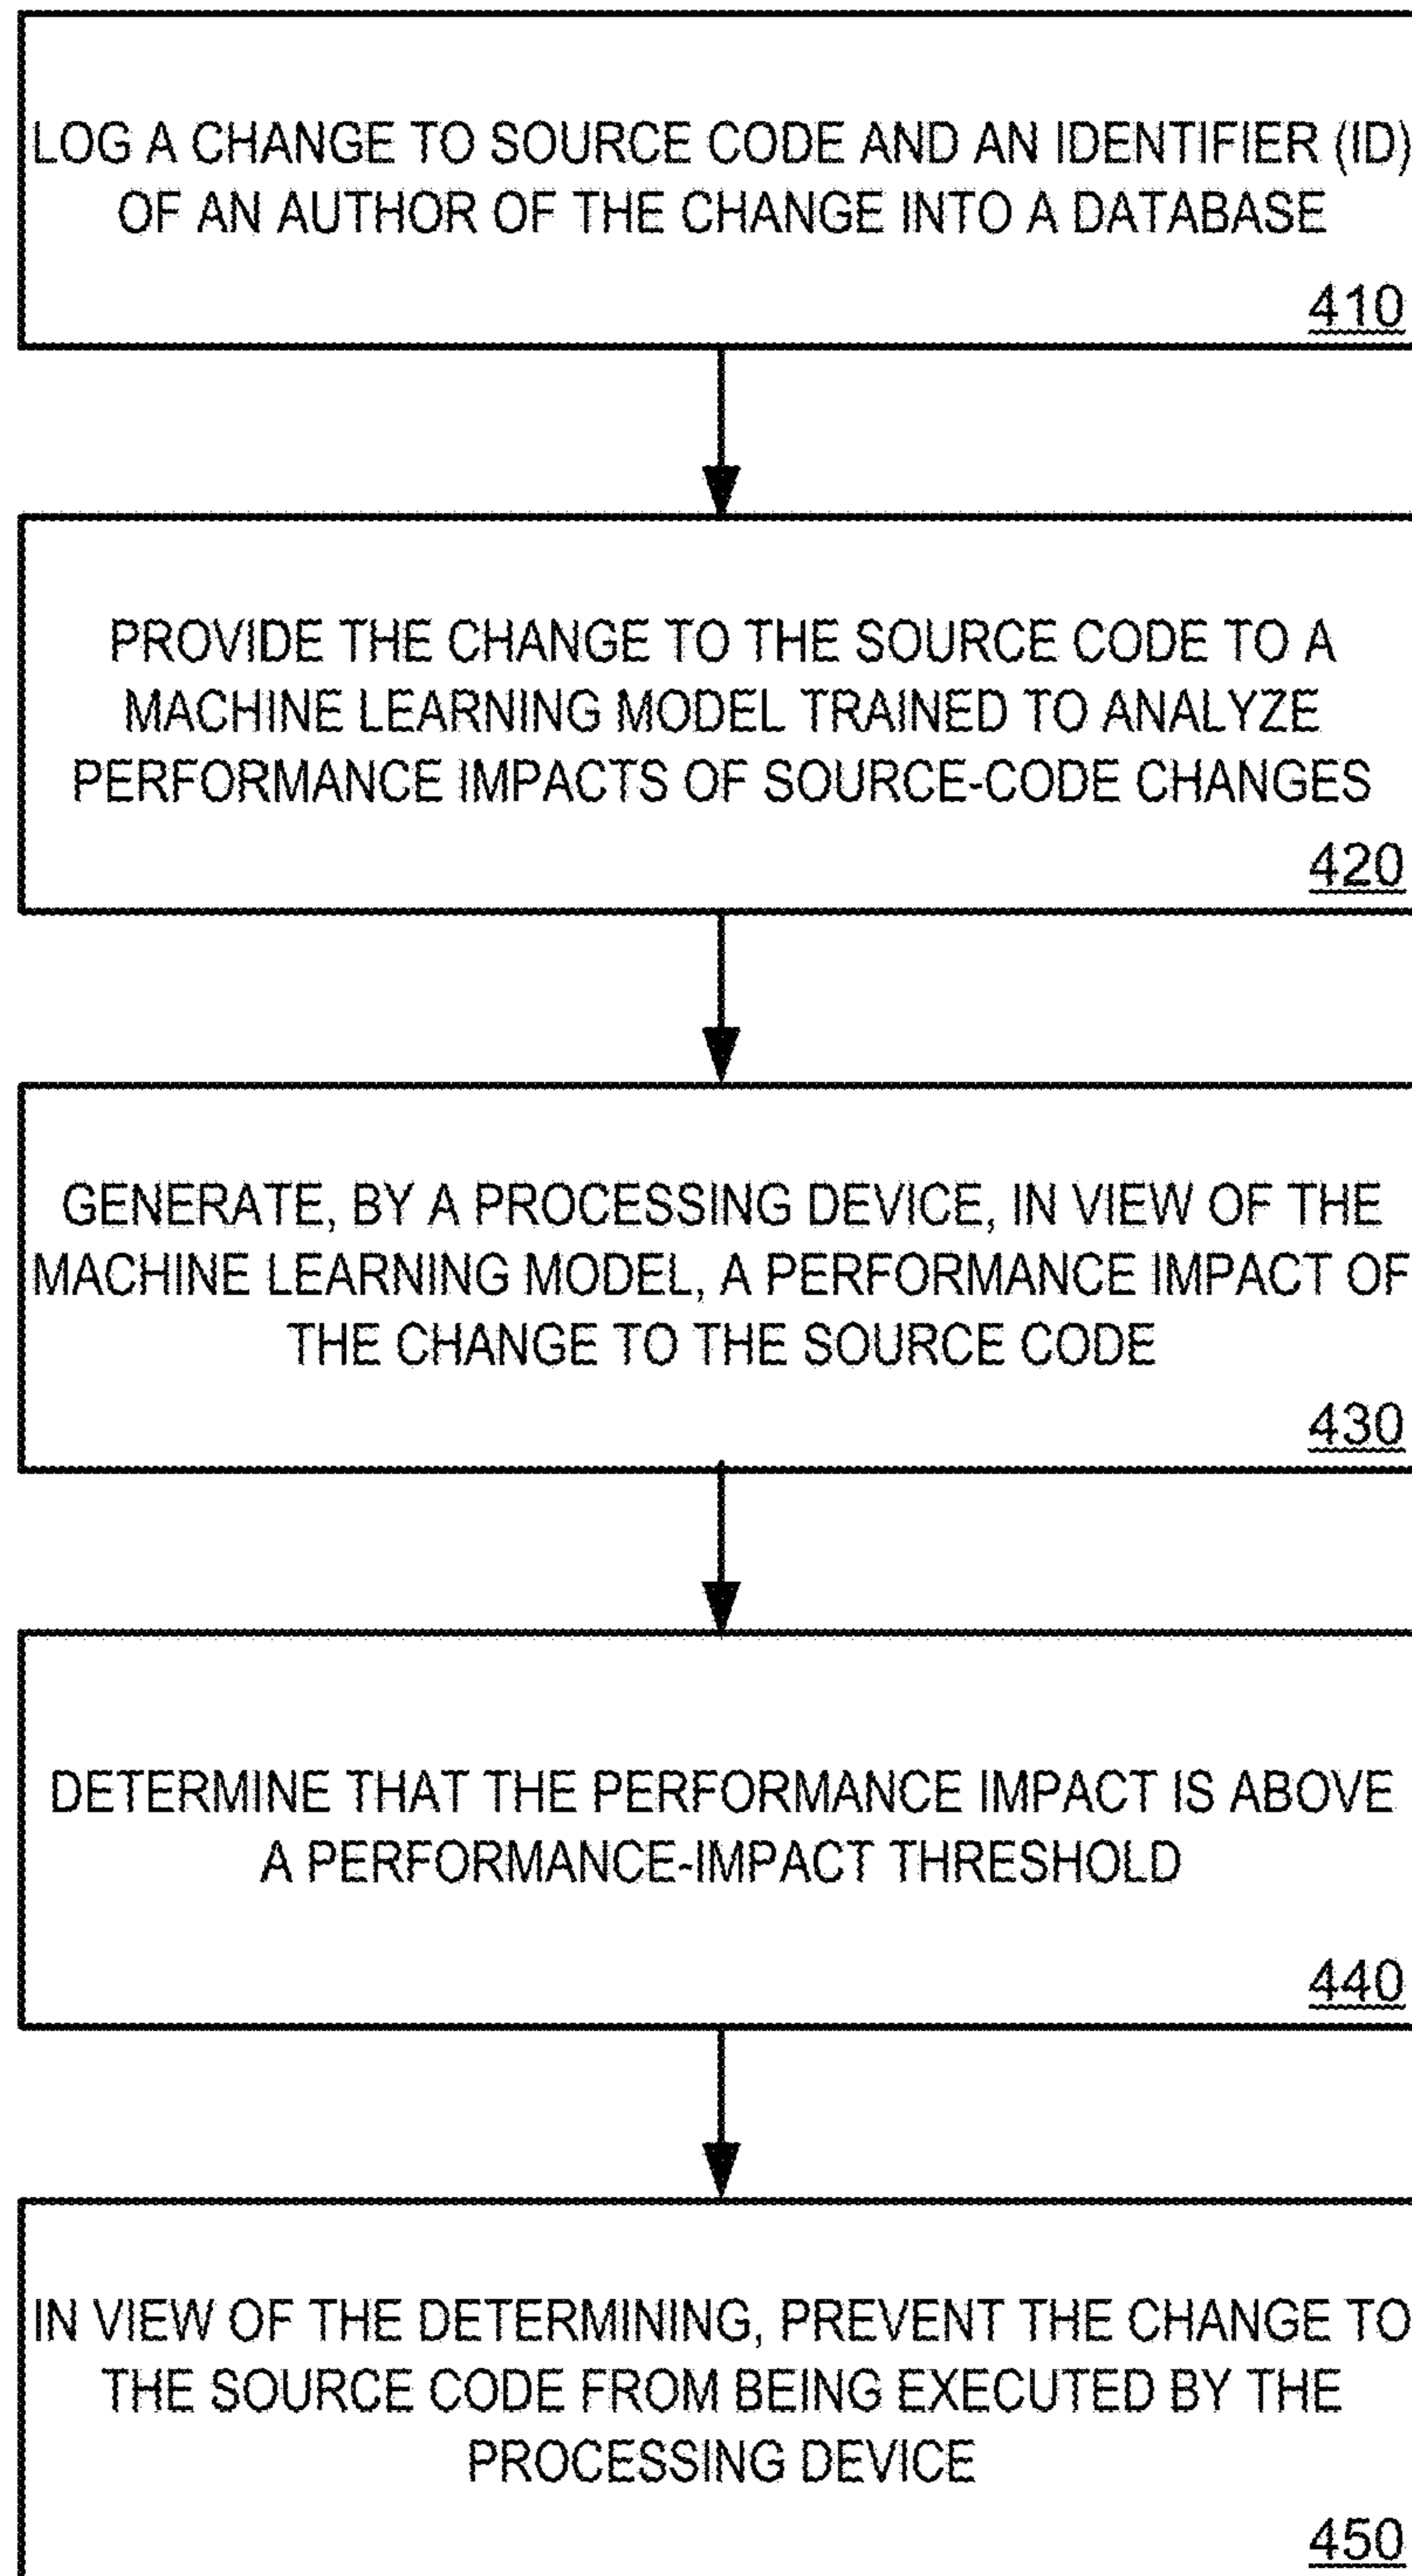 LOG A CHANGE TO SOURCE CODE AND AN IDENTIFIER (ID)
OF AN AUTHOR OF THE CHANGE INTO A DATABASE
410
PROVIDE THE CHANGE TO THE SOURCE CODE TO A
MACHINE LEARNING MODEL TRAINED TO ANALYZE
PERFORMANCE IMPACTS OF SOURCE-CODE CHANGES
420
GENERATE, BY A PROCESSING DEVICE, IN VIEW OF THE
MACHINE LEARNING MODEL, A PERFORMANCE IMPACT OF
THE CHANGE TO THE SOURCE CODE
430
DETERMINE THAT THE PERFORMANCE IMPACT IS ABOVE
A PERFORMANCE-IMPACT THRESHOLD
440
IN VIEW OF THE DETERMINING, PREVENT THE CHANGE TO
THE SOURCE CODE FROM BEING EXECUTED BY THE
PROCESSING DEVICE
450